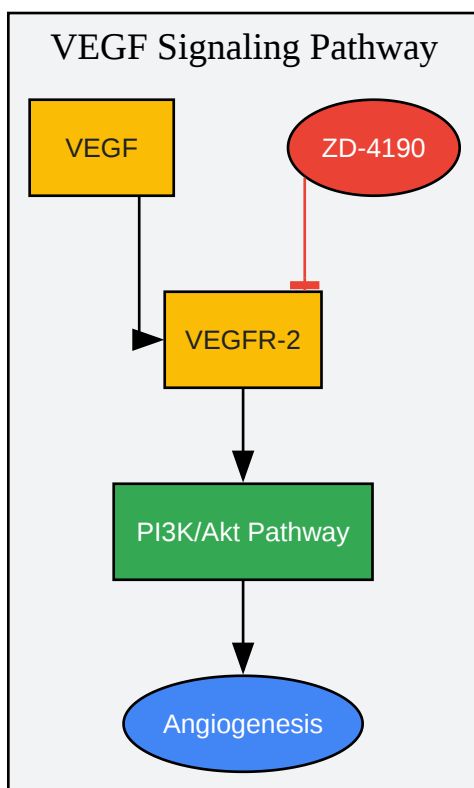 VEGF Signaling Pathway
VEGF
ZD-4190
VEGFR-2
PI3K/Akt Pathway
Angiogenesis